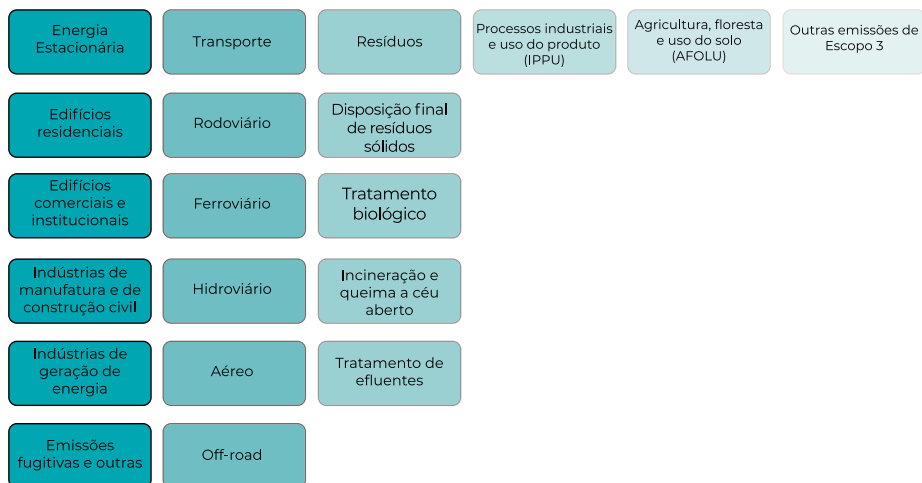 Energia
Estacionária
Transporte
Resíduos
Processos industriais
e uso do produto
(IPPU)
Agricultura, floresta
e uso do solo
(AFOLU)
Outras emissões de
Escopo 3
Edifícios
residenciais
Rodoviário
Disposição final
de resíduos
sólidos
Edifícios
comerciais e
institucionais
Ferroviário
Tratamento
biológico
Indústrias de
manufatura e de
construção civil
Hidroviário
Incineração e
queima a céu
aberto
Indústrias de
geração de
energia
Aéreo
Tratamento de
efluentes
Emissões
fugitivas e outras
Off-road